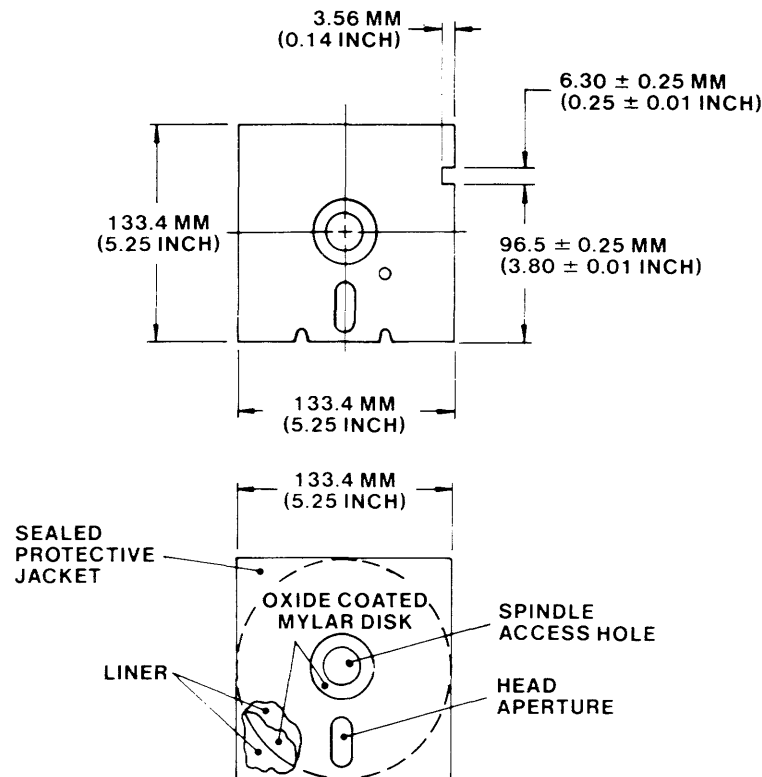 3.56 MM
(0.14 INCH)
6.30 ± 0.25 MM
(0.25 ± 0.01 INCH)
133.4 MM
(5.25 INCH)
96.5 ± 0.25 MM
(3.80 ± 0.01 INCH)
133.4 MM
(5.25 INCH)
133.4 MM
(5.25 INCH)
SEALED
PROTECTIVE
JACKET
OXIDE COATED
MYLAR DISK
SPINDLE
ACCESS HOLE
LINER
HEAD
APERTURE